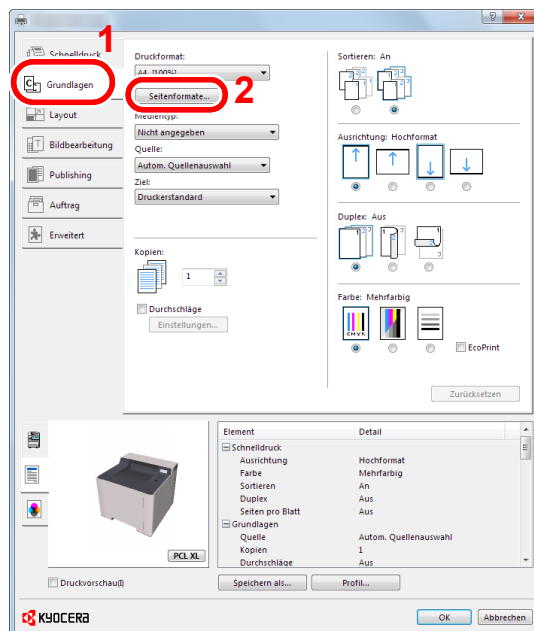 1
Schnelldruck
Grundlagen
Layout
Bildbearbeitung
Publishing
Auftrag
Erweitert
Druckformat:
A4 [100%]
Seitenformate...
2
Medientyp:
Nicht angegeben
Quelle:
Autom. Quellenauswahl
Ziel:
Druckerstandard
Kopien:
1
Durchschläge
Einstellungen...
Sortieren: An
Ausrichtung: Hochformat
Duplex: Aus
Farbe: Mehrfarbig
CMYK
EcoPrint
Zurücksetzen
PCL XL
Druckvorschau(I)
Element Detail
Schnelldruck
Ausrichtung Hochformat
Farbe Mehrfarbig
Sortieren An
Duplex Aus
Seiten pro Blatt Aus
Grundlagen
Quelle Autom. Quellenauswahl
Kopien 1
Durchschläge Aus
Speichern als... Profil...
KYOCERA
OK Abbrechen